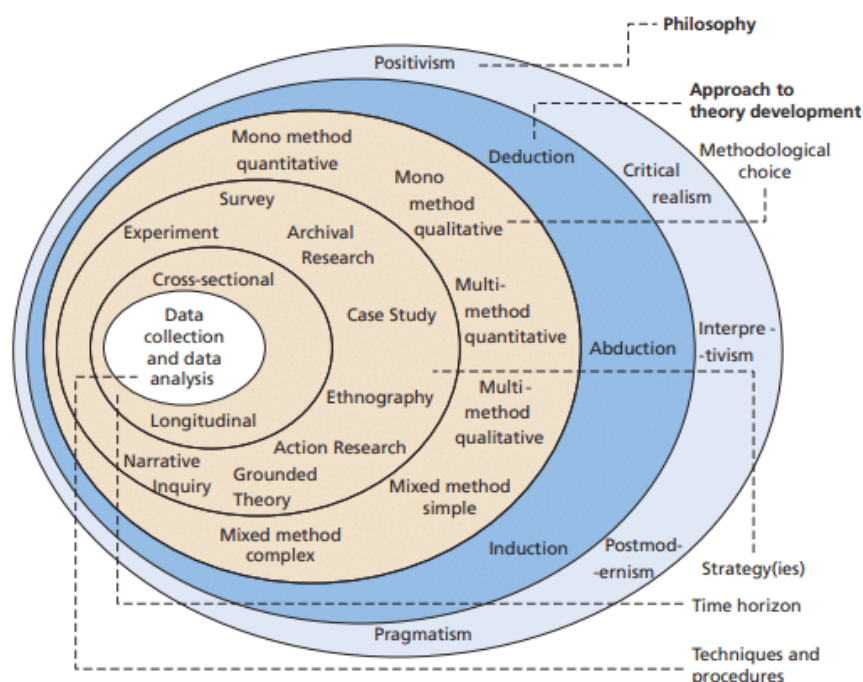 Philosophy
Positivism
Approach to
theory development
Mono method
quantitative
Deduction
Methodological
choice
Critical
realism
Mono
method
qualitative
Survey
Experiment
Archival
Research
Cross-sectional
Multi-
method
quantitative
Data
collection
and data
analysis
Case Study
Abduction
Interpre -
-tivism
Ethnography
Multi -
method
qualitative
Longitudinal
Action Research
Narrative
Inquiry
Grounded
Theory
Mixed method
simple
Mixed method
complex
Induction
Postmod-
-ernism
Strategy(ies)
Time horizon
Pragmatism
Techniques and
procedures